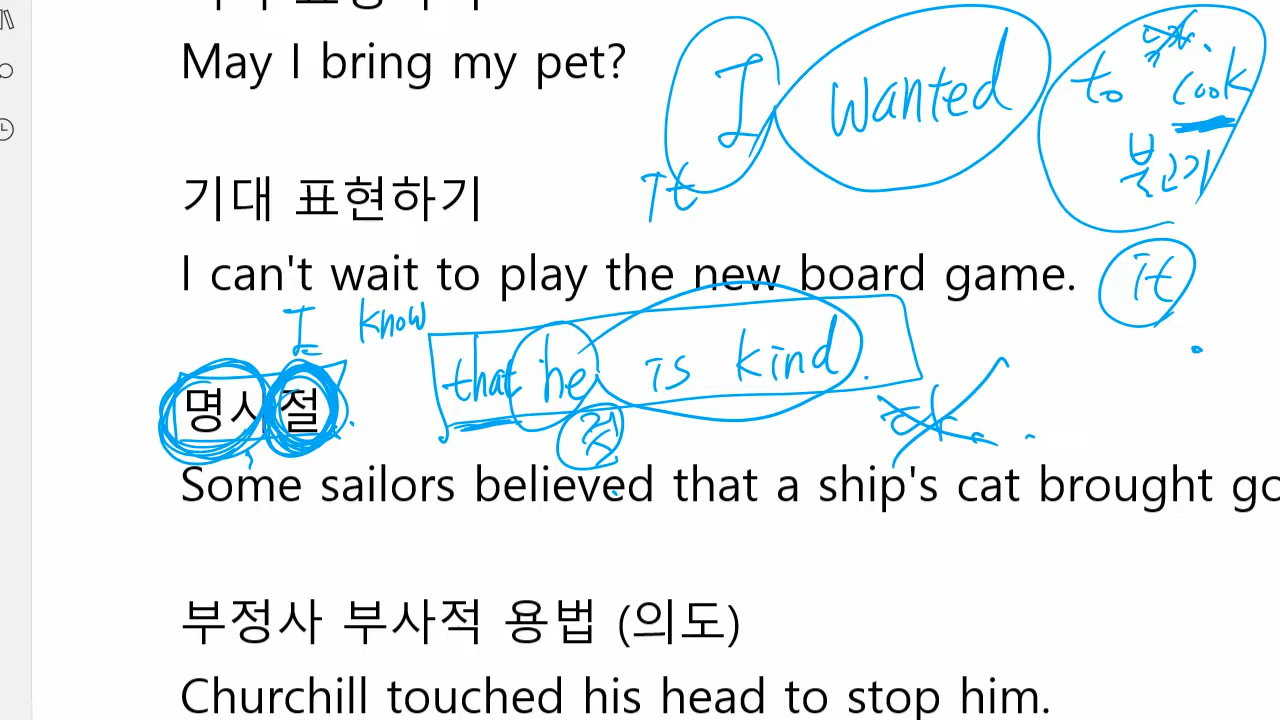 May I bring my pet?
I wanted to cook
불고기
It
기대 표현하기
I can't wait to play the new board game.
It
I know that he is kind.
명사절
것
Some sailors believed that a ship's cat brought go
부정사 부사적 용법 (의도)
Churchill touched his head to stop him.